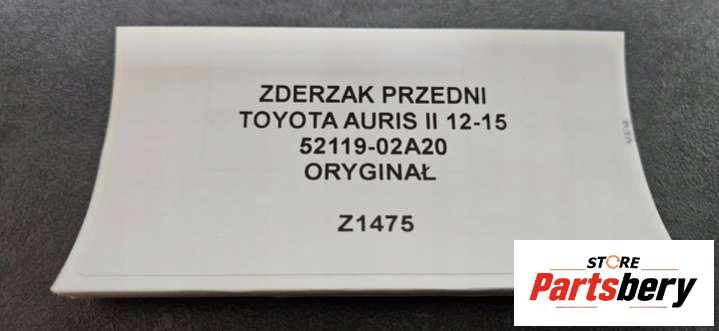 ZDERZAK PRZEDNI
TOYOTA AURIS II 12-15
52119-02A20
ORYGINAŁ
Z1475
STORE
Partsbery